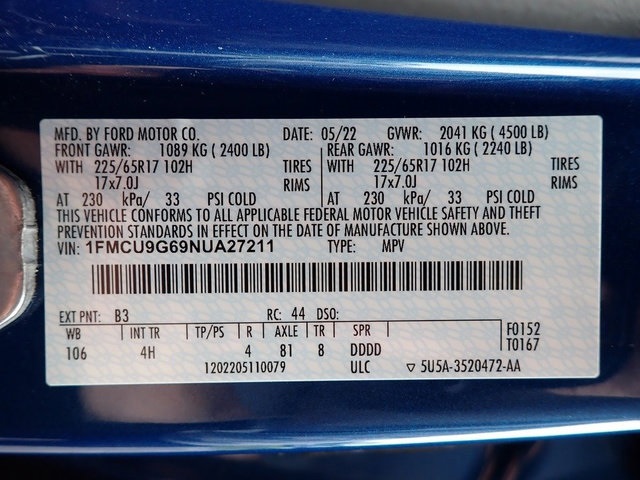 MFD. BY FORD MOTOR CO. DATE: 05/22 GVWR: 2041 KG ( 4500 LB)
FRONT GAWR: 1089 KG ( 2400 LB) REAR GAWR: 1016 KG ( 2240 LB)
WITH 225/65R17 102H TIRES WITH 225/65R17 102H TIRES
17x7.0J RIMS 17x7.0J RIMS
AT 230 kPa/ 33 PSI COLD AT 230 kPa/ 33 PSI COLD
THIS VEHICLE CONFORMS TO ALL APPLICABLE FEDERAL MOTOR VEHICLE SAFETY AND THEFT
PREVENTION STANDARDS IN EFFECT ON THE DATE OF MANUFACTURE SHOWN ABOVE.
VIN: 1FMCU9G69NUA27211 TYPE: MPV
EXT PNT: B3 RC: 44 DSO:
WB INT TR TP/PS R AXLE TR SPR F0152
106 4H 4 81 8 DDDD T0167
1202205110079 ULC ▽ 5U5A-3520472-AA